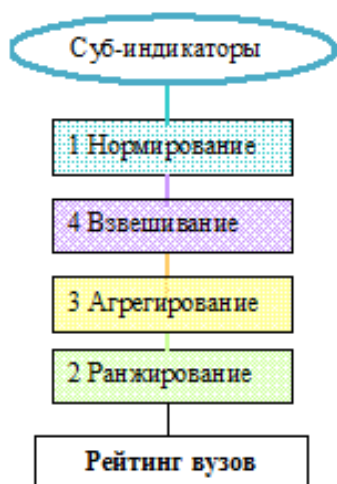 Суб-индикаторы
1 Нормирование
4 Взвешивание
3 Агрегирование
2 Ранжирование
Рейтинг вузов